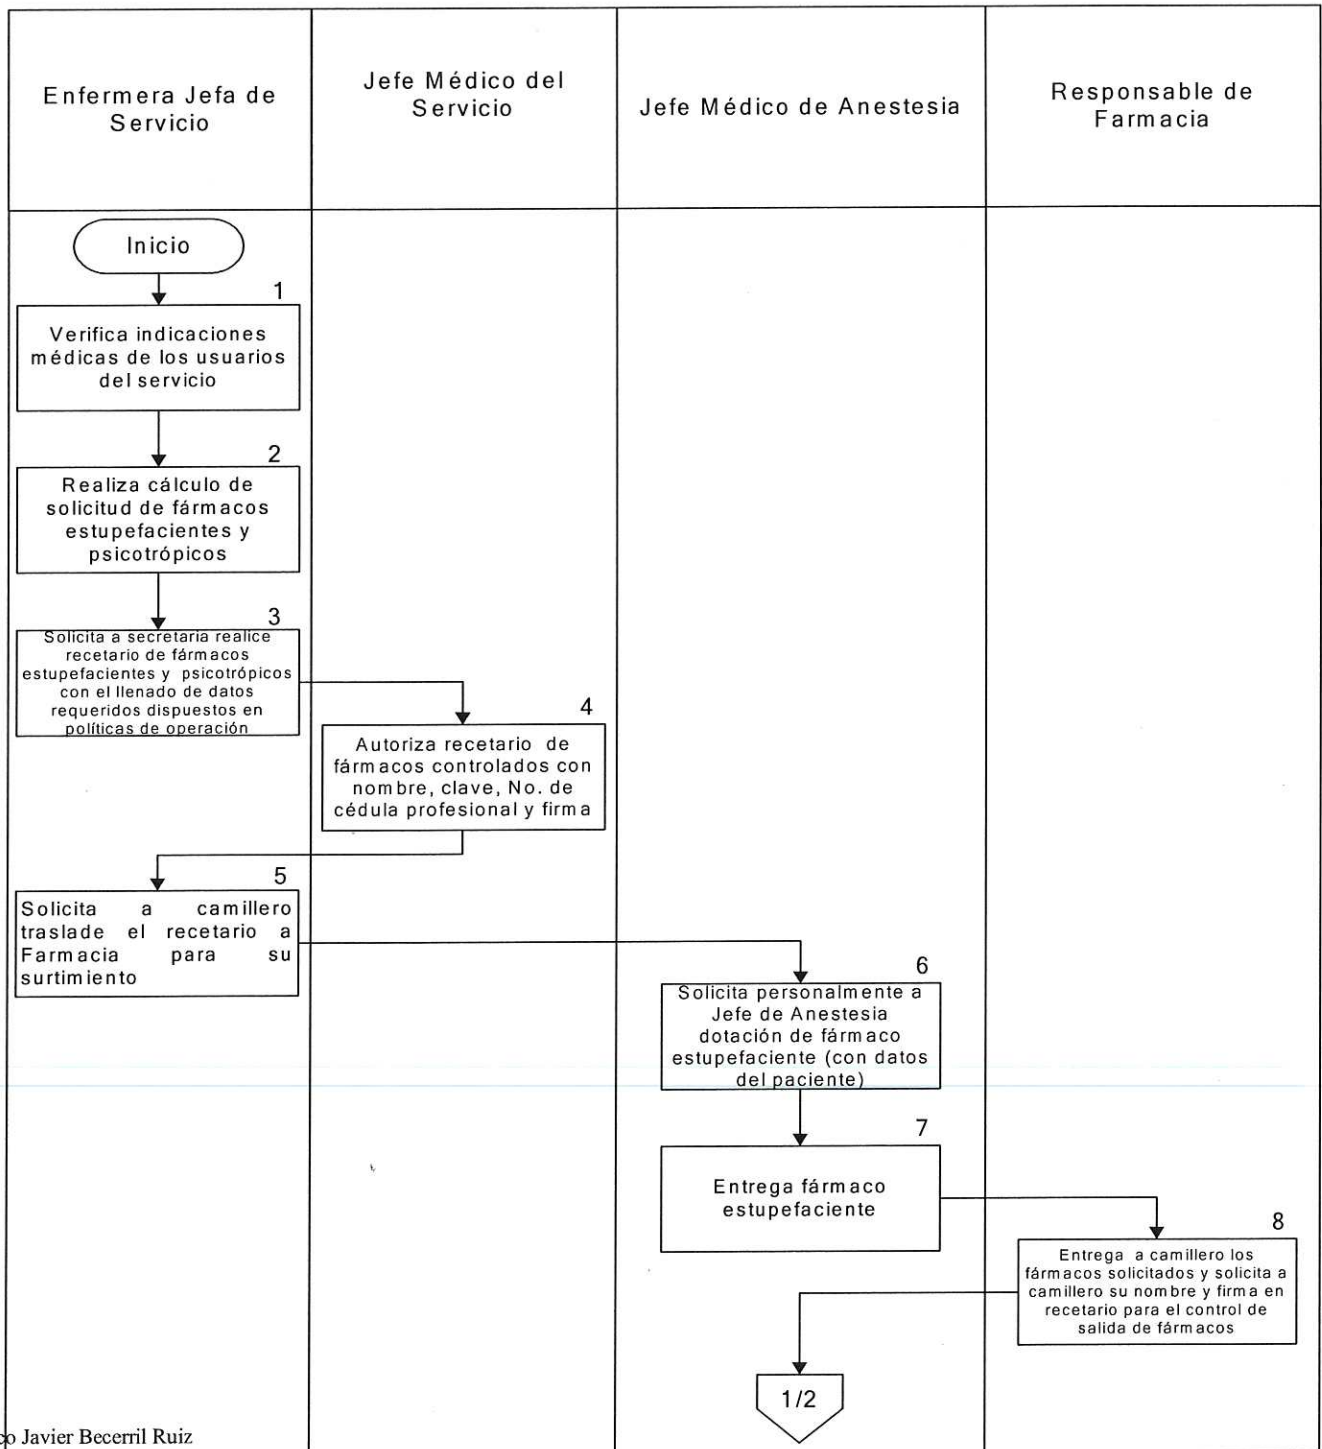 Enfermera Jefa de
Servicio
Jefe Médico del
Servicio
Jefe Médico de Anestesia
Responsable de
Farmacia
Inicio
1
Verifica indicaciones
médicas de los usuarios
del servicio
2
Realiza cálculo de
solicitud de fármacos
estupefacientes y
psicotrópicos
3
Solicita a secretaria realice
recetario de fármacos
estupefacientes y psicotrópicos
con el llenado de datos
requeridos dispuestos en
políticas de operación
4
Autoriza recetario de
fármacos controlados con
nombre, clave, No. de
cédula profesional y firma
5
Solicita a camillero
traslade el recetario a
Farmacia para su
surtimiento
6
Solicita personalmente a
Jefe de Anestesia
dotación de fármaco
estupefaciente (con datos
del paciente)
7
Entrega fármaco
estupefaciente
8
Entrega a camillero los
fármacos solicitados y solicita a
camillero su nombre y firma en
recetario para el control de
salida de fármacos
1/2
Javier Becerril Ruiz